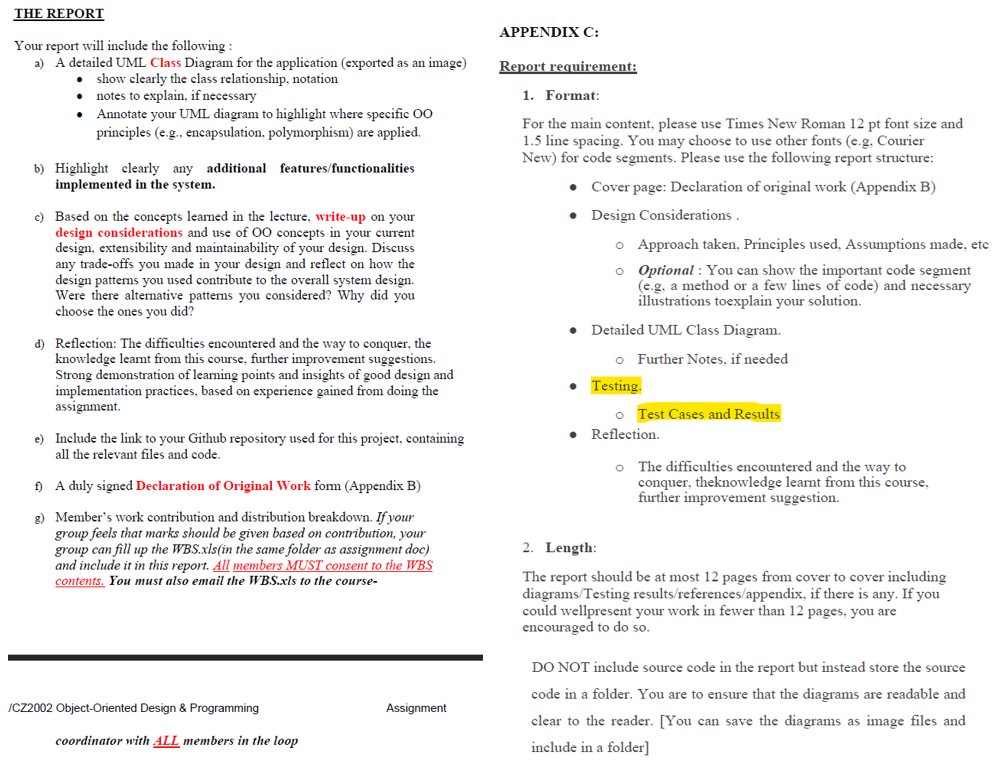 THE REPORT
Your report will include the following :
a) A detailed UML Class Diagram for the application (exported as an image)
• show clearly the class relationship, notation
• notes to explain, if necessary
• Annotate your UML diagram to highlight where specific OO
principles (e.g., encapsulation, polymorphism) are applied.
b) Highlight clearly any additional features/functionalities
implemented in the system.
c) Based on the concepts learned in the lecture, write-up on your
design considerations and use of OO concepts in your current
design, extensibility and maintainability of your design. Discuss
any trade-offs you made in your design and reflect on how the
design patterns you used contribute to the overall system design.
Were there alternative patterns you considered? Why did you
choose the ones you did?
d) Reflection: The difficulties encountered and the way to conquer, the
knowledge learnt from this course, further improvement suggestions.
Strong demonstration of learning points and insights of good design and
implementation practices, based on experience gained from doing the
assignment.
e) Include the link to your Github repository used for this project, containing
all the relevant files and code.
f) A duly signed Declaration of Original Work form (Appendix B)
g) Member's work contribution and distribution breakdown. If your
group feels that marks should be given based on contribution, your
group can fill up the WBS.xls(in the same folder as assignment doc)
and include it in this report. All members MUST consent to the WBS
contents. You must also email the WBS.xls to the course-
/CZ2002 Object-Oriented Design & Programming Assignment
coordinator with ALL members in the loop
APPENDIX C:
Report requirement:
1. Format:
For the main content, please use Times New Roman 12 pt font size and
1.5 line spacing. You may choose to use other fonts (e.g, Courier
New) for code segments. Please use the following report structure:
• Cover page: Declaration of original work (Appendix B)
• Design Considerations .
o Approach taken, Principles used, Assumptions made, etc
o Optional : You can show the important code segment
(e.g, a method or a few lines of code) and necessary
illustrations toexplain your solution.
• Detailed UML Class Diagram.
o Further Notes, if needed
• Testing.
o Test Cases and Results
• Reflection.
o The difficulties encountered and the way to
conquer, theknowledge learnt from this course,
further improvement suggestion.
2. Length:
The report should be at most 12 pages from cover to cover including
diagrams/Testing results/references/appendix, if there is any. If you
could wellpresent your work in fewer than 12 pages, you are
encouraged to do so.
DO NOT include source code in the report but instead store the source
code in a folder. You are to ensure that the diagrams are readable and
clear to the reader. [You can save the diagrams as image files and
include in a folder]